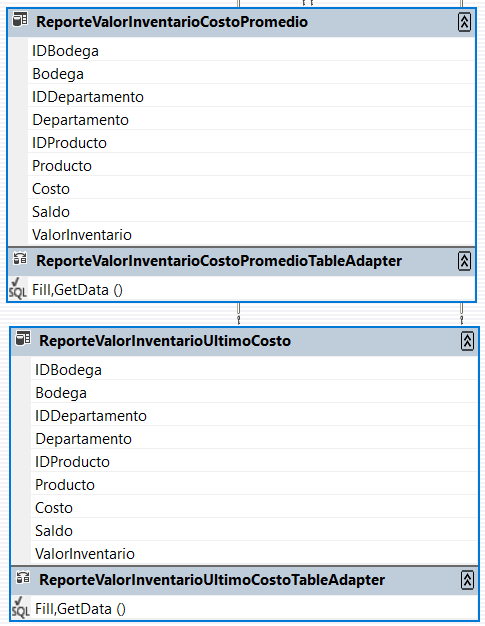 ReporteValorInventarioCostoPromedio
IDBodega
Bodega
IDDepartamento
Departamento
IDProducto
Producto
Costo
Saldo
ValorInventario
ReporteValorInventarioCostoPromedioTableAdapter
SQL Fill,GetData ()
ReporteValorInventarioUltimoCosto
IDBodega
Bodega
IDDepartamento
Departamento
IDProducto
Producto
Costo
Saldo
ValorInventario
ReporteValorInventarioUltimoCostoTableAdapter
SQL Fill,GetData ()